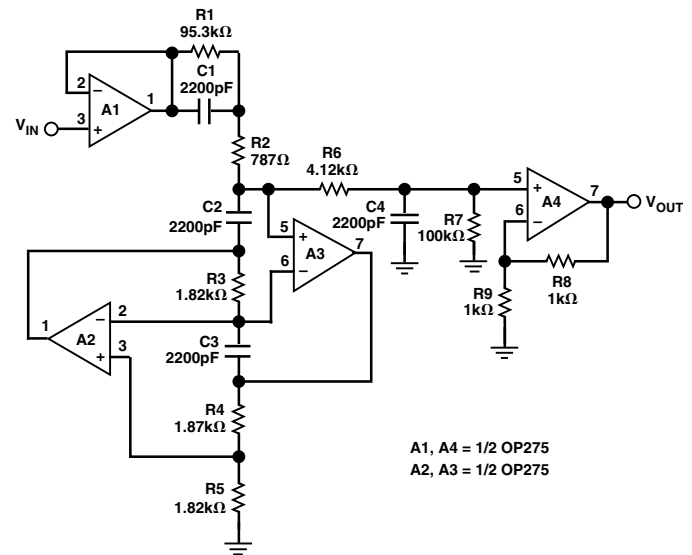 R1
95.3kΩ
C1
2200pF
2
–
A1
1
3
+
VIN
R2
787Ω
R6
4.12kΩ
C2
2200pF
C4
2200pF
R7
100kΩ
5
+
A4
7
VOUT
6
–
5
+
A3
7
6
–
R3
1.82kΩ
R8
1kΩ
R9
1kΩ
1
A2
–
2
+
3
C3
2200pF
R4
1.87kΩ
R5
1.82kΩ
A1, A4 = 1/2 OP275
A2, A3 = 1/2 OP275